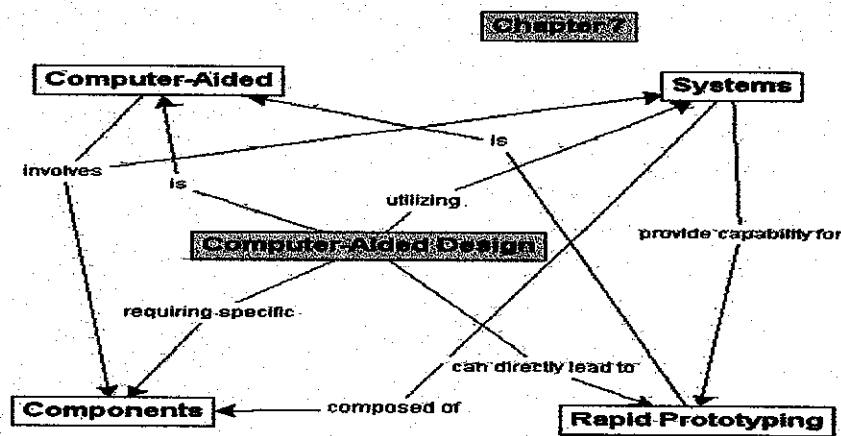 Chapter 7
Computer-Aided
Systems
is
involves
is
utilizing
provide capability for
Computer-Aided Design
requiring specific
can directly lead to
Components
composed of
Rapid Prototyping